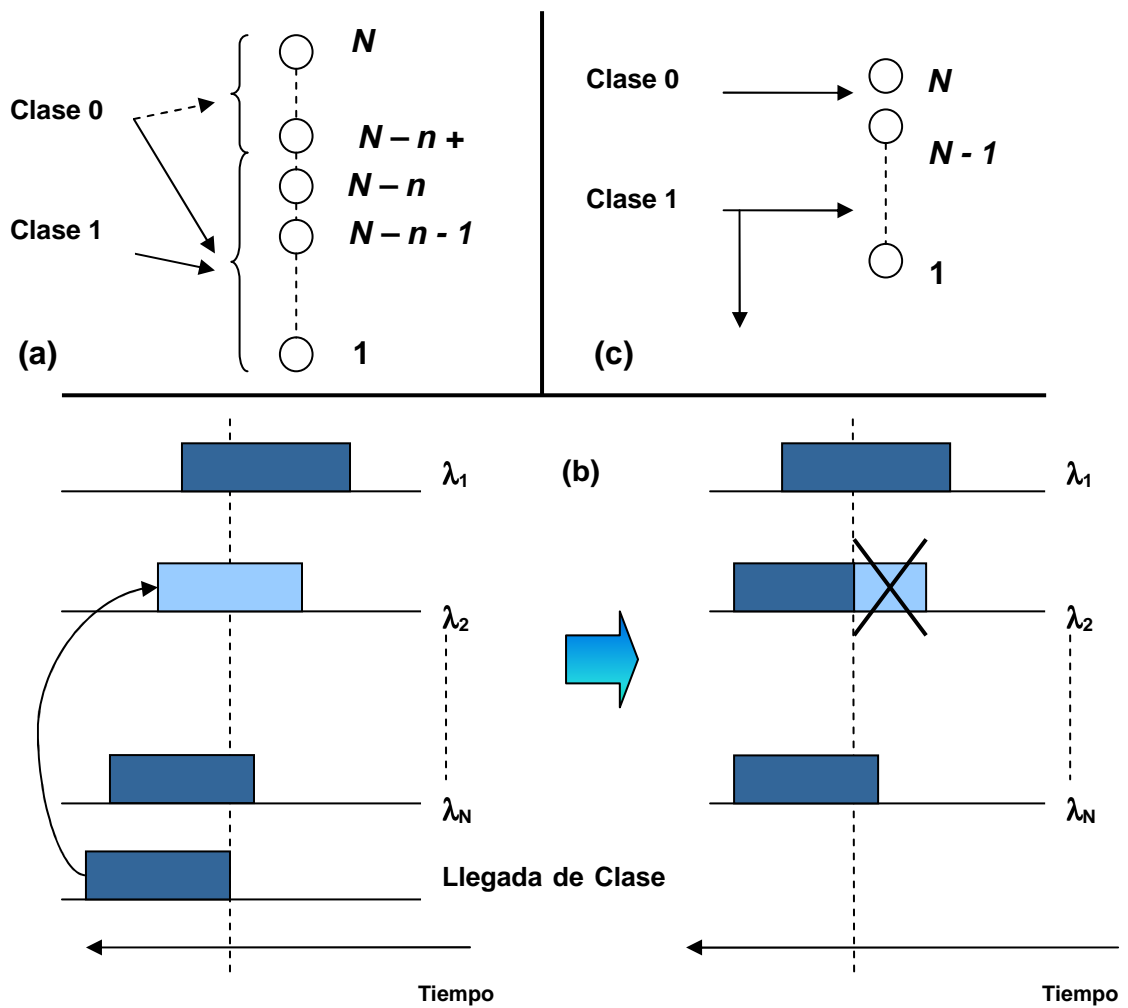 Clase 0
Clase 1
N
N – n +
N – n
N – n - 1
1
(a)
Clase 0
Clase 1
N
N - 1
1
(c)
(b)
λ1
λ2
λN
Llegada de Clase
Tiempo
λ1
λ2
λN
Tiempo